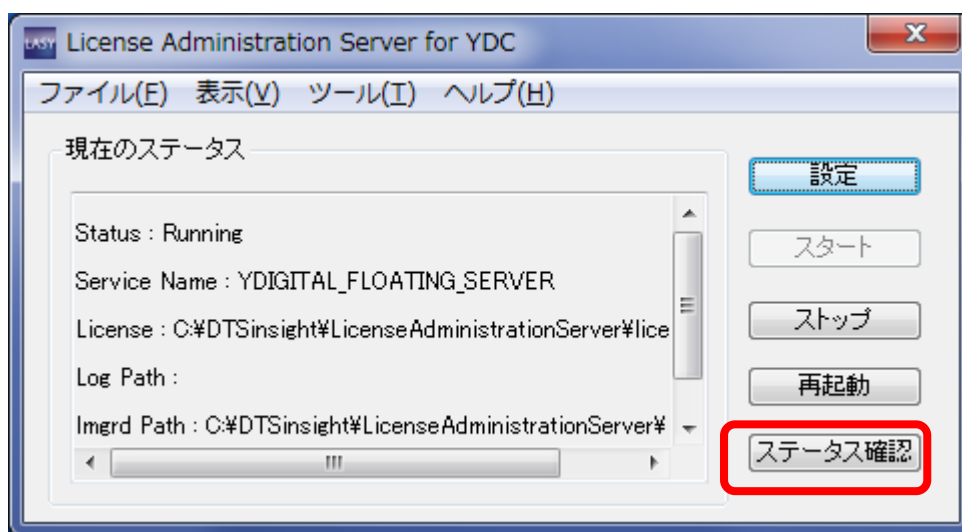 LASY License Administration Server for YDC
ファイル(F) 表示(V) ツール(T) ヘルプ(H)
現在のステータス
Status : Running
Service Name : YDIGITAL_FLOATING_SERVER
License : C:¥DTSinsight¥LicenseAdministrationServer¥lice
Log Path :
lmgrd Path : C:¥DTSinsight¥LicenseAdministrationServer¥
設定
スタート
ストップ
再起動
ステータス確認